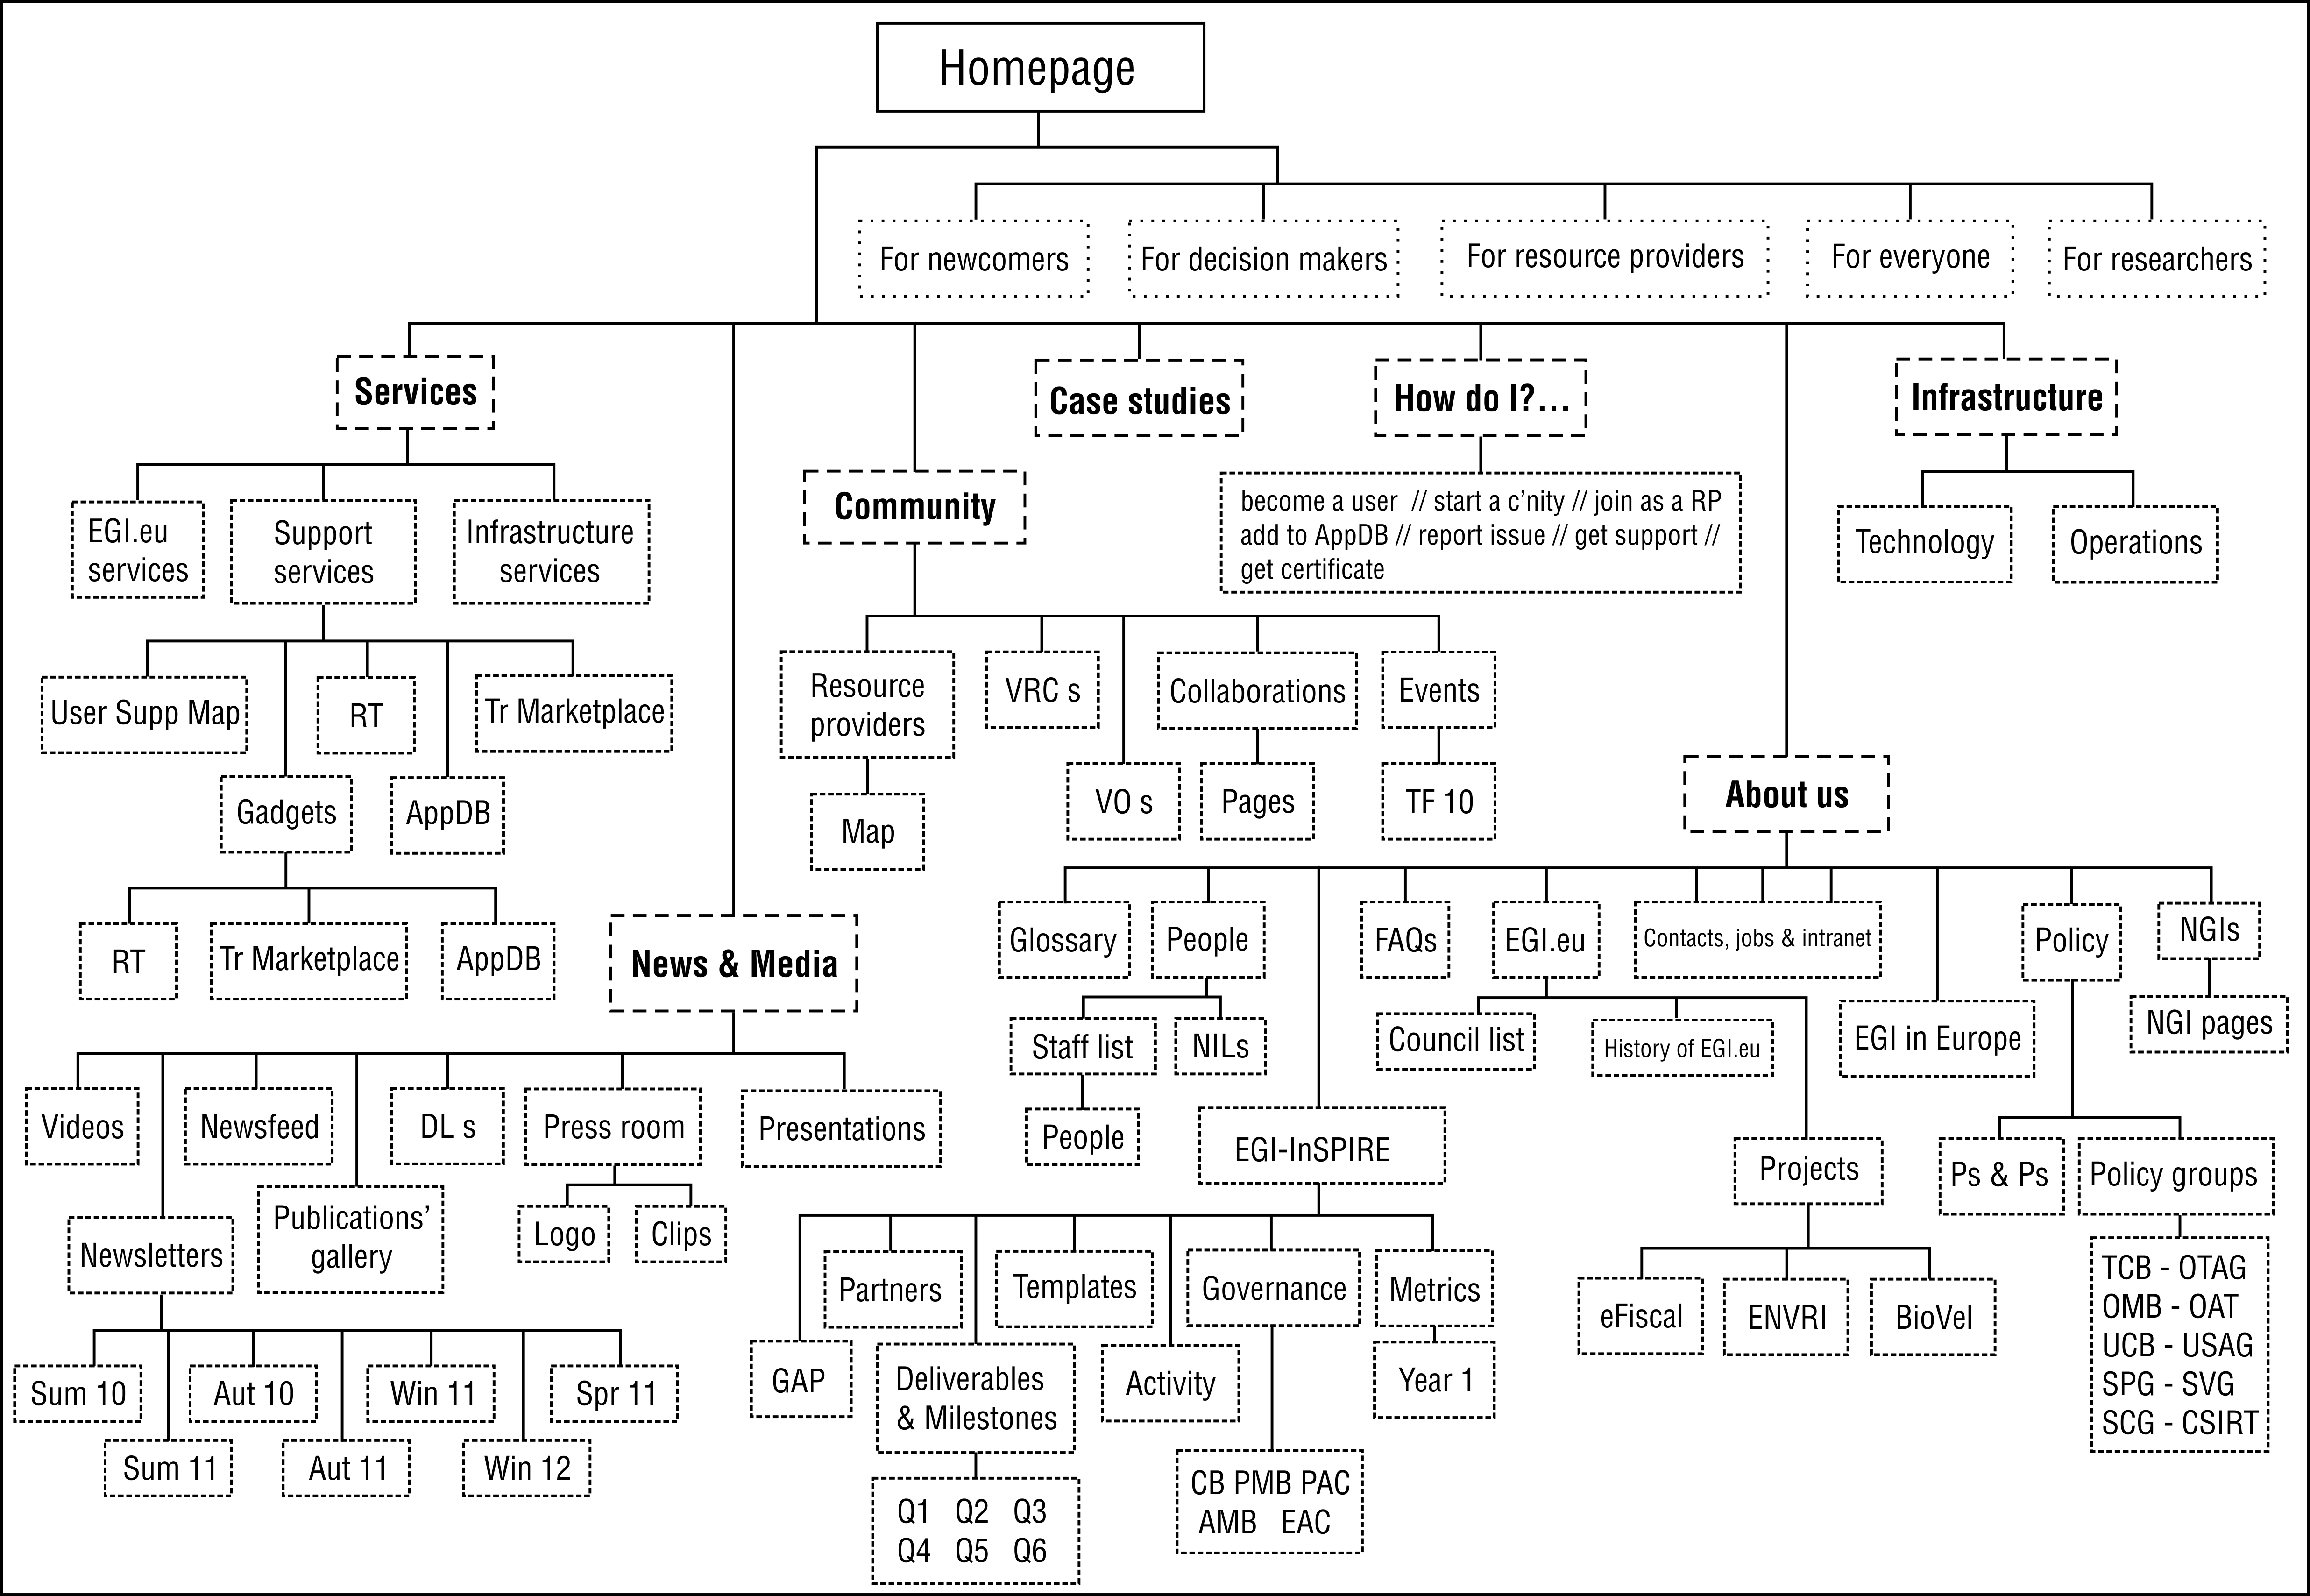 Homepage
For newcomers
For decision makers
For resource providers
For everyone
For researchers
Services
Case studies
How do I?...
Infrastructure
Community
become a user // start a c'nity // join as a RP
add to AppDB // report issue // get support //
get certificate
EGI.eu
services
Support
services
Infrastructure
services
Technology
Operations
User Supp Map
RT
Tr Marketplace
Gadgets
AppDB
RT
Tr Marketplace
AppDB
Resource
providers
VRC s
Collaborations
Events
Map
VO s
Pages
TF 10
About us
News & Media
Glossary
People
FAQs
EGI.eu
Contacts, jobs & intranet
Policy
NGIs
Staff list
NILs
Council list
History of EGI.eu
EGI in Europe
NGI pages
People
EGI-InSPIRE
Projects
Ps & Ps
Policy groups
Videos
Newsfeed
DL s
Press room
Presentations
Newsletters
Publications’
gallery
Logo
Clips
Sum 10
Aut 10
Win 11
Spr 11
Sum 11
Aut 11
Win 12
Partners
Templates
Governance
Metrics
GAP
Deliverables
& Milestones
Activity
Year 1
Q1 Q2 Q3
Q4 Q5 Q6
CB PMB PAC
AMB EAC
eFiscal
ENVRI
BioVel
TCB - OTAG
OMB - OAT
UCB - USAG
SPG - SVG
SCG - CSIRT